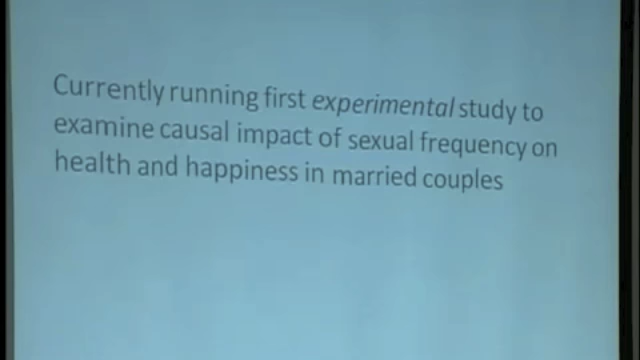 Currently running first experimental study to
examine causal impact of sexual frequency on
health and happiness in married couples